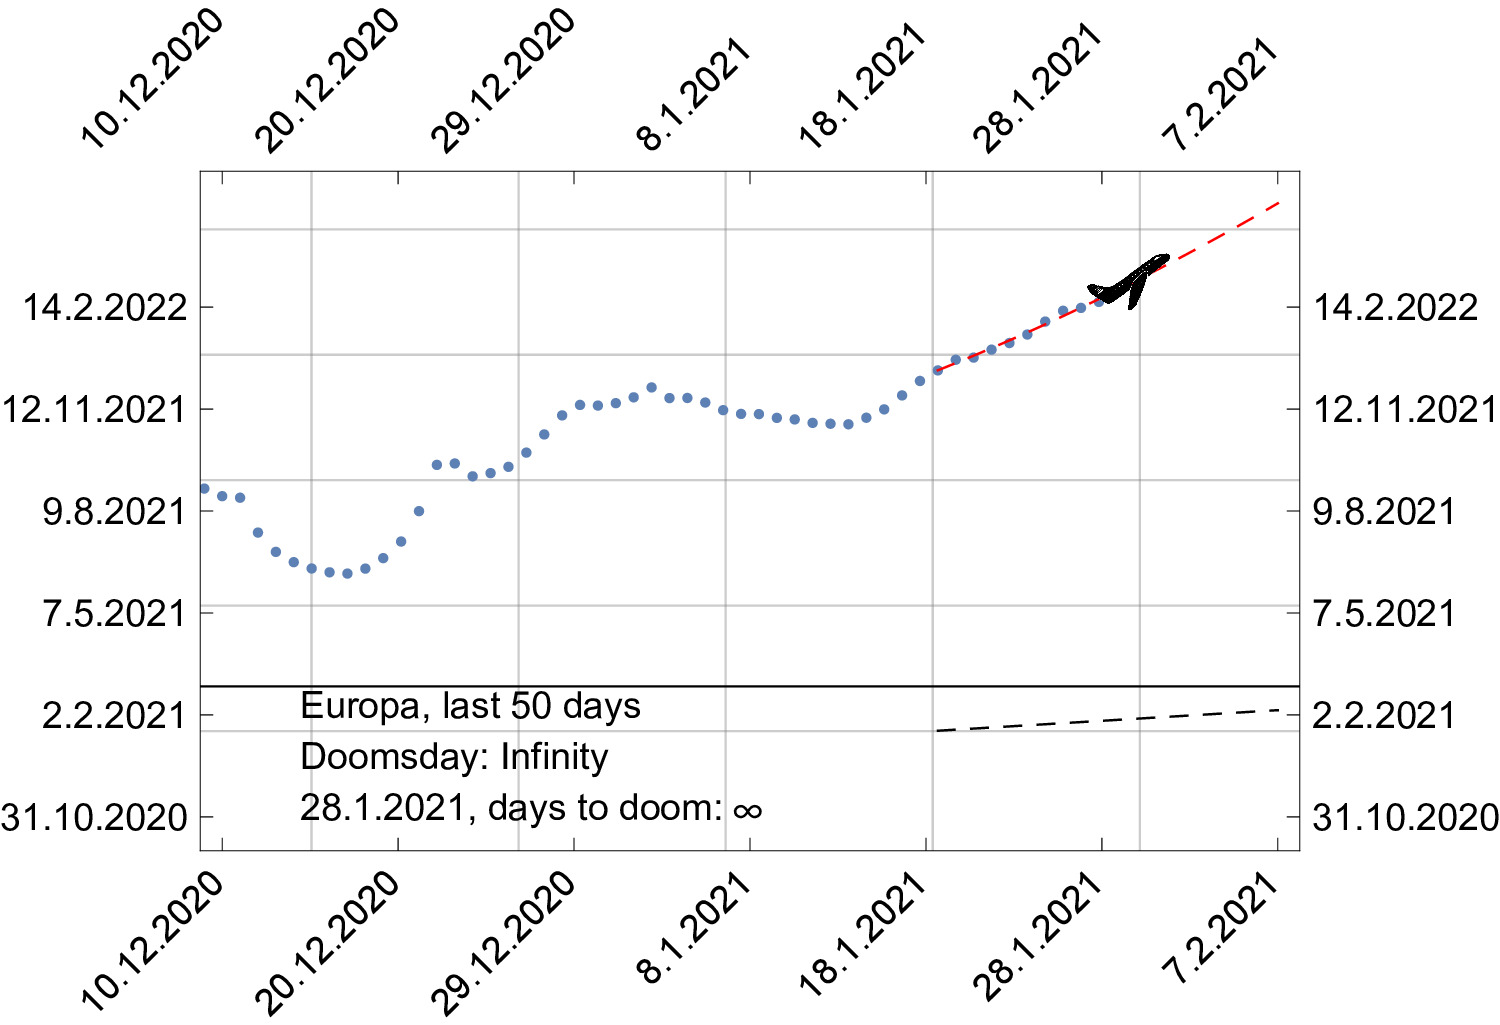 10.12.2020 20.12.2020 29.12.2020 8.1.2021 18.1.2021 28.1.2021 7.2.2021
14.2.2022 14.2.2022
12.11.2021 12.11.2021
9.8.2021 9.8.2021
7.5.2021 7.5.2021
Europa, last 50 days
2.2.2021 2.2.2021
Doomsday: Infinity
28.1.2021, days to doom: ∞
31.10.2020 31.10.2020
10.12.2020 20.12.2020 29.12.2020 8.1.2021 18.1.2021 28.1.2021 7.2.2021